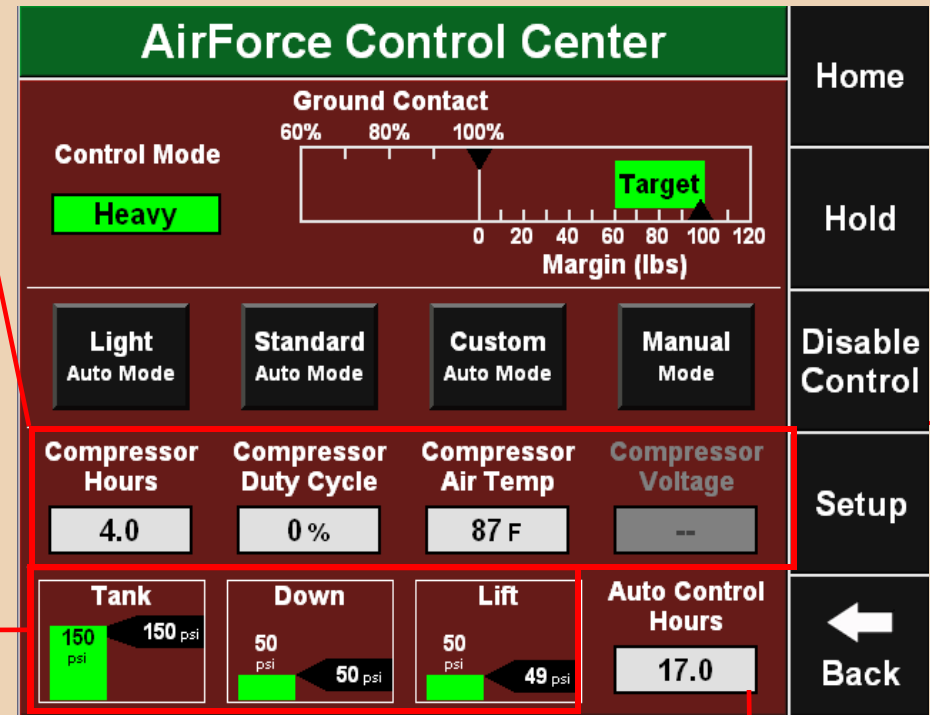 AirForce Control Center
Home
Ground Contact
60% 80% 100%
Control Mode
Heavy
Target
0 20 40 60 80 100 120
Margin (lbs)
Hold
Light
Auto Mode
Standard
Auto Mode
Custom
Auto Mode
Manual
Mode
Disable
Control
Compressor
Hours
4.0
Compressor
Duty Cycle
0 %
Compressor
Air Temp
87 F
Compressor
Voltage
--
Setup
Tank
150
psi
150 psi
Down
50
psi
50 psi
Lift
50
psi
49 psi
Auto Control
Hours
17.0
Back